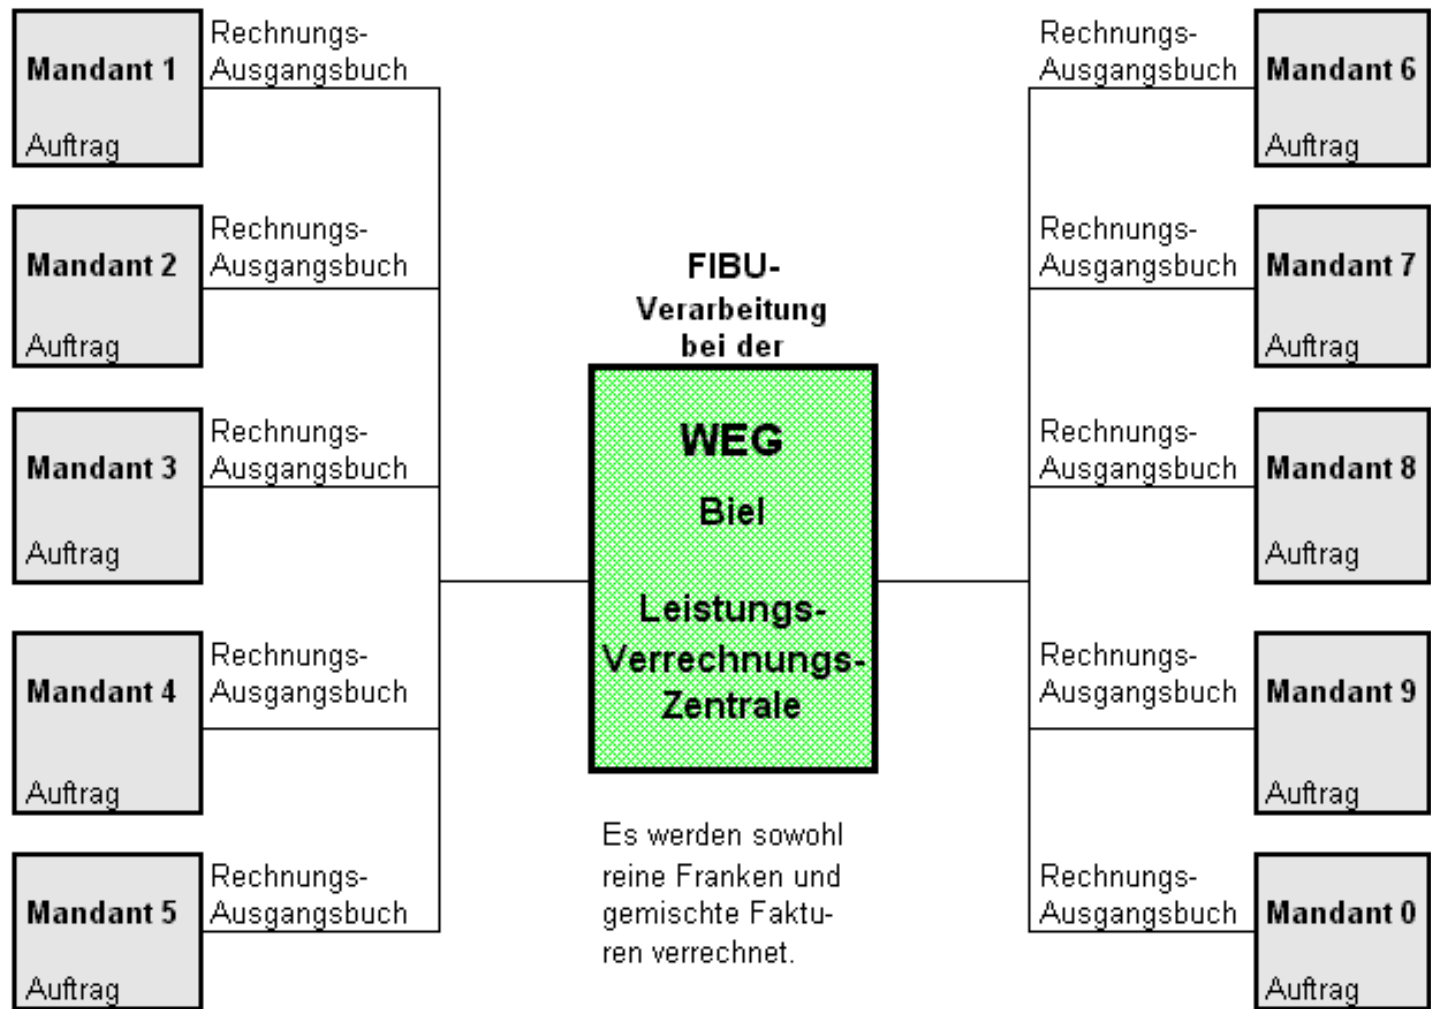 Mandant 1
Auftrag
Rechnungs-
Ausgangsbuch
Mandant 2
Auftrag
Rechnungs-
Ausgangsbuch
Mandant 3
Auftrag
Rechnungs-
Ausgangsbuch
Mandant 4
Auftrag
Rechnungs-
Ausgangsbuch
Mandant 5
Auftrag
Rechnungs-
Ausgangsbuch
FIBU-
Verarbeitung
bei der
WEG
Biel
Leistungs-
Verrechnungs-
Zentrale
Es werden sowohl
reine Franken und
gemischte Faktu-
ren verrechnet.
Rechnungs-
Ausgangsbuch
Mandant 6
Auftrag
Rechnungs-
Ausgangsbuch
Mandant 7
Auftrag
Rechnungs-
Ausgangsbuch
Mandant 8
Auftrag
Rechnungs-
Ausgangsbuch
Mandant 9
Auftrag
Rechnungs-
Ausgangsbuch
Mandant 0
Auftrag